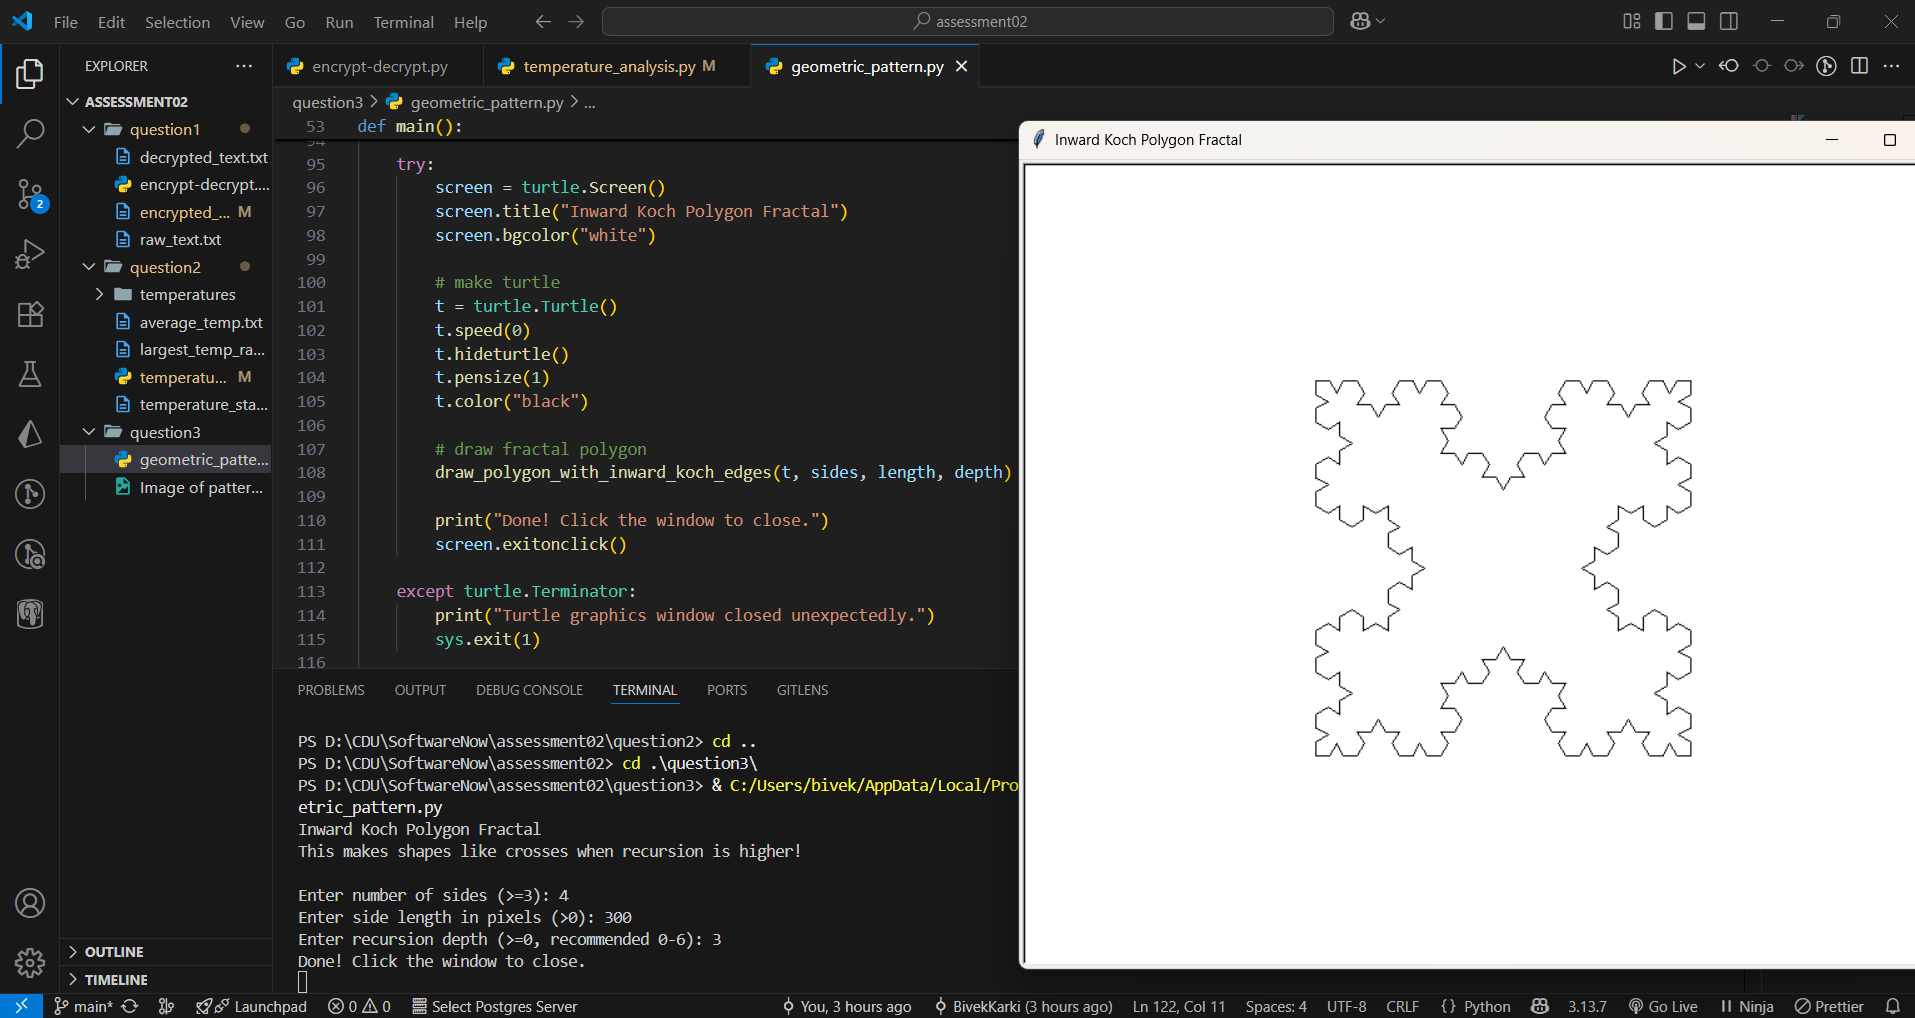 File Edit Selection View Go Run Terminal Help
assessment02
EXPLORER
ASSESSMENT02
question1
decrypted_text.txt
encrypt-decrypt....
encrypted_... M
raw_text.txt
question2
temperatures
average_temp.txt
largest_temp_ra...
temperatu... M
temperature_sta...
question3
geometric_patte...
Image of patter...
OUTLINE
TIMELINE
2
encrypt-decrypt.py
temperature_analysis.py M
geometric_pattern.py
question3 > geometric_pattern.py > ...
53 def main():
94
95 try:
96 screen = turtle.Screen()
97 screen.title("Inward Koch Polygon Fractal")
98 screen.bgcolor("white")
99
100 # make turtle
101 t = turtle.Turtle()
102 t.speed(0)
103 t.hideturtle()
104 t.pensize(1)
105 t.color("black")
106
107 # draw fractal polygon
108 draw_polygon_with_inward_koch_edges(t, sides, length, depth)
109
110 print("Done! Click the window to close.")
111 screen.exitonclick()
112
113 except turtle.Terminator:
114 print("Turtle graphics window closed unexpectedly.")
115 sys.exit(1)
116
PROBLEMS OUTPUT DEBUG CONSOLE TERMINAL PORTS GITLENS
PS D:\CDU\SoftwareNow\assessment02\question2> cd ..
PS D:\CDU\SoftwareNow\assessment02> cd .\question3\
PS D:\CDU\SoftwareNow\assessment02\question3> & C:/Users/bivek/AppData/Local/Pro
etric_pattern.py
Inward Koch Polygon Fractal
This makes shapes like crosses when recursion is higher!
Enter number of sides (>=3): 4
Enter side length in pixels (>0): 300
Enter recursion depth (>=0, recommended 0-6): 3
Done! Click the window to close.
Inward Koch Polygon Fractal
main* Launchpad 0 0 Select Postgres Server You, 3 hours ago BivekKarki (3 hours ago) Ln 122, Col 11 Spaces: 4 UTF-8 CRLF {} Python 3.13.7 Go Live Ninja Prettier